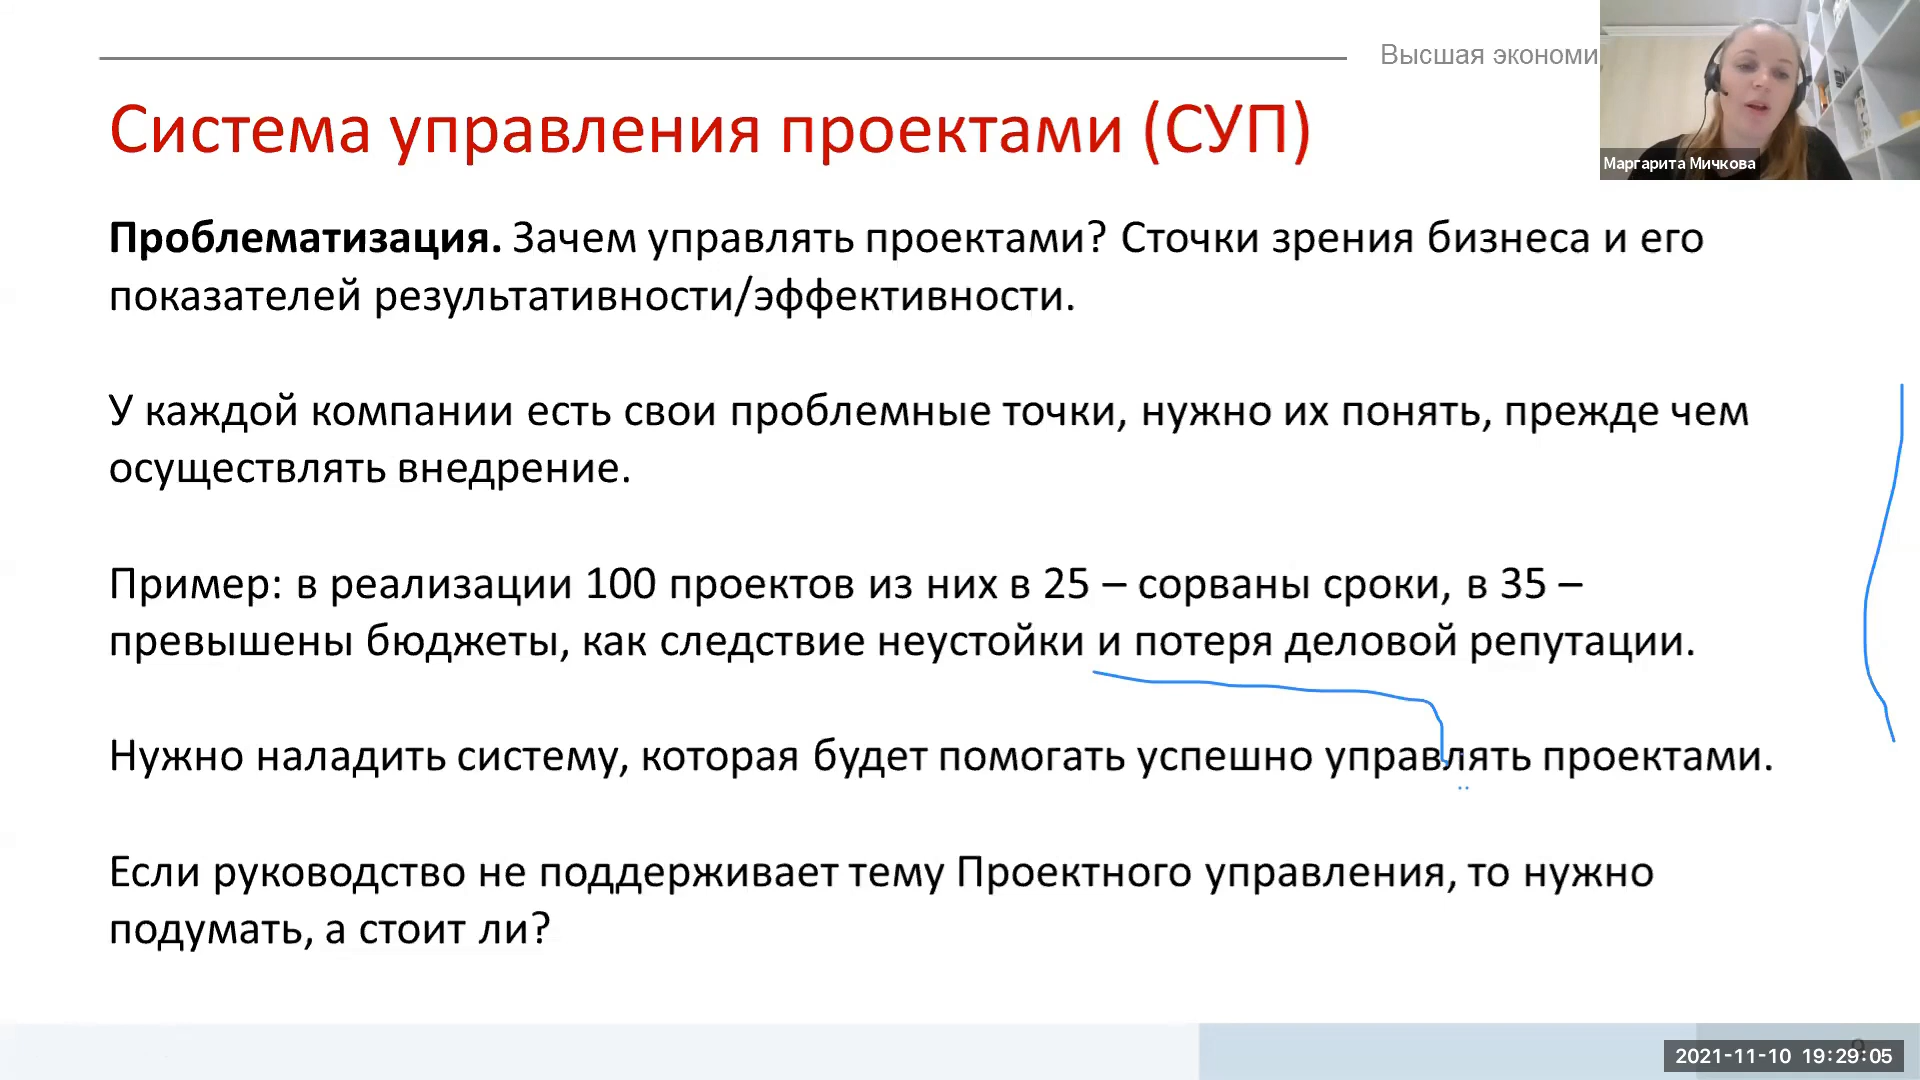 Высшая экономи
Система управления проектами (СУП)
Маргарита Мичкова
Проблематизация. Зачем управлять проектами? Сточки зрения бизнеса и его
показателей результативности/эффективности.
У каждой компании есть свои проблемные точки, нужно их понять, прежде чем
осуществлять внедрение.
Пример: в реализации 100 проектов из них в 25 – сорваны сроки, в 35 –
превышены бюджеты, как следствие неустойки и потеря деловой репутации.
Нужно наладить систему, которая будет помогать успешно управлять проектами.
Если руководство не поддерживает тему Проектного управления, то нужно
подумать, а стоит ли?
2021-11-10 19:29:05